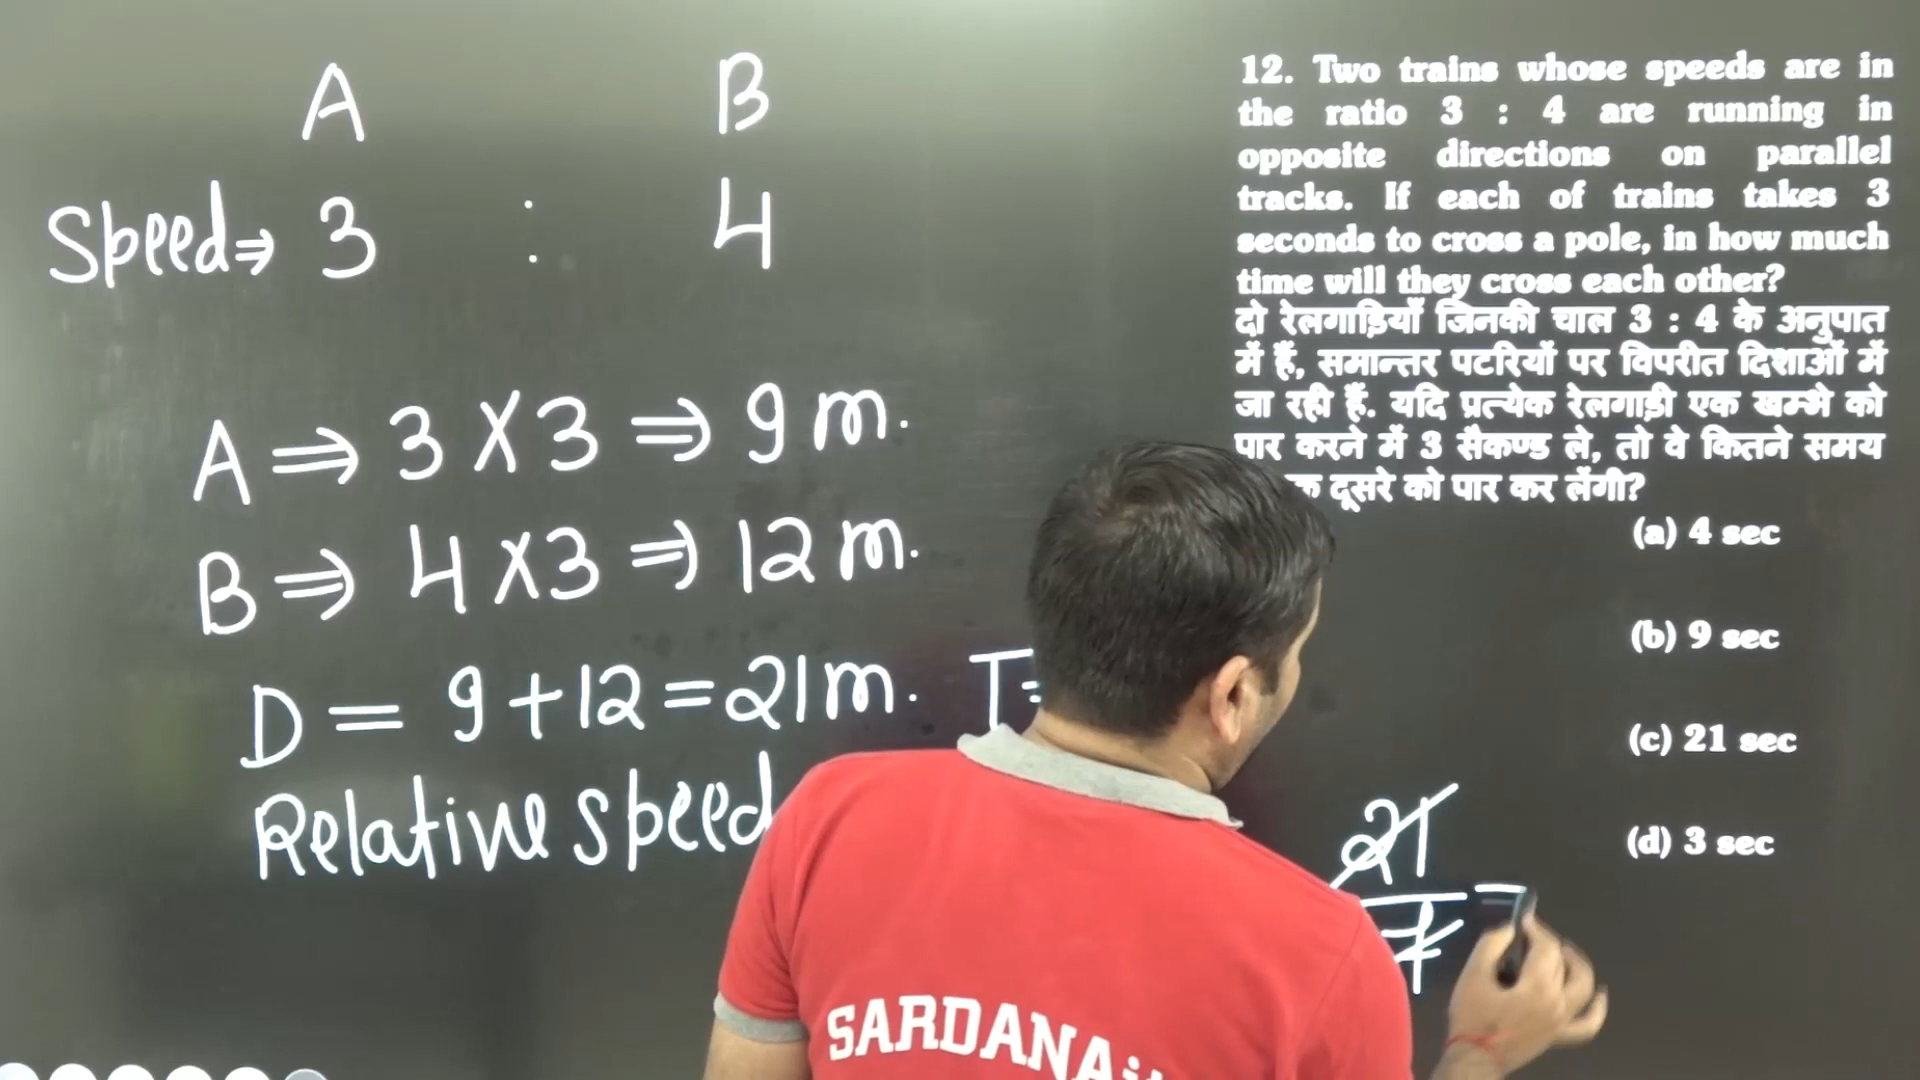 A B
Speed⇒ 3 : 4
A ⇒ 3 × 3 ⇒ 9 m.
B ⇒ 4 × 3 ⇒ 12 m.
D = 9 + 12 = 21 m. T=
Relative speed
21
7 =
12. Two trains whose speeds are in
the ratio 3 : 4 are running in
opposite directions on parallel
tracks. If each of trains takes 3
seconds to cross a pole, in how much
time will they cross each other?
दो रेलगाड़ियाँ जिनकी चाल 3 : 4 के अनुपात
में हैं, समान्तर पटरियों पर विपरीत दिशाओं में
जा रही हैं. यदि प्रत्येक रेलगाड़ी एक खम्भे को
पार करने में 3 सैकण्ड ले, तो वे कितने समय
क दूसरे को पार कर लेंगी?
(a) 4 sec
(b) 9 sec
(c) 21 sec
(d) 3 sec